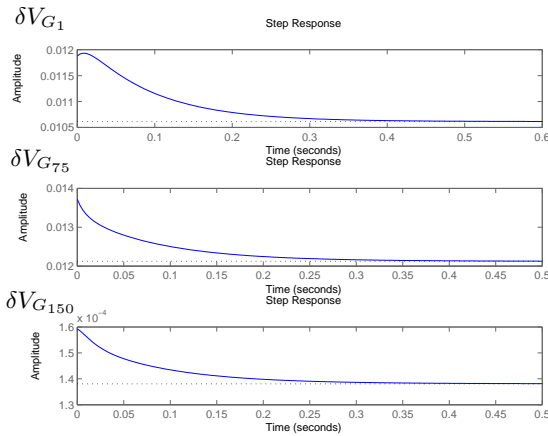 δV_{G_1}
Step Response
Amplitude
0.012
0.0115
0.011
0.0105
0 0.1 0.2 0.3 0.4 0.5 0.6
Time (seconds)
δV_{G_{75}}
Step Response
Amplitude
0.014
0.013
0.012
0 0.05 0.1 0.15 0.2 0.25 0.3 0.35 0.4 0.45 0.5
Time (seconds)
δV_{G_{150}}
Step Response
x 10^{-4}
Amplitude
1.6
1.5
1.4
1.3
0 0.05 0.1 0.15 0.2 0.25 0.3 0.35 0.4 0.45 0.5
Time (seconds)